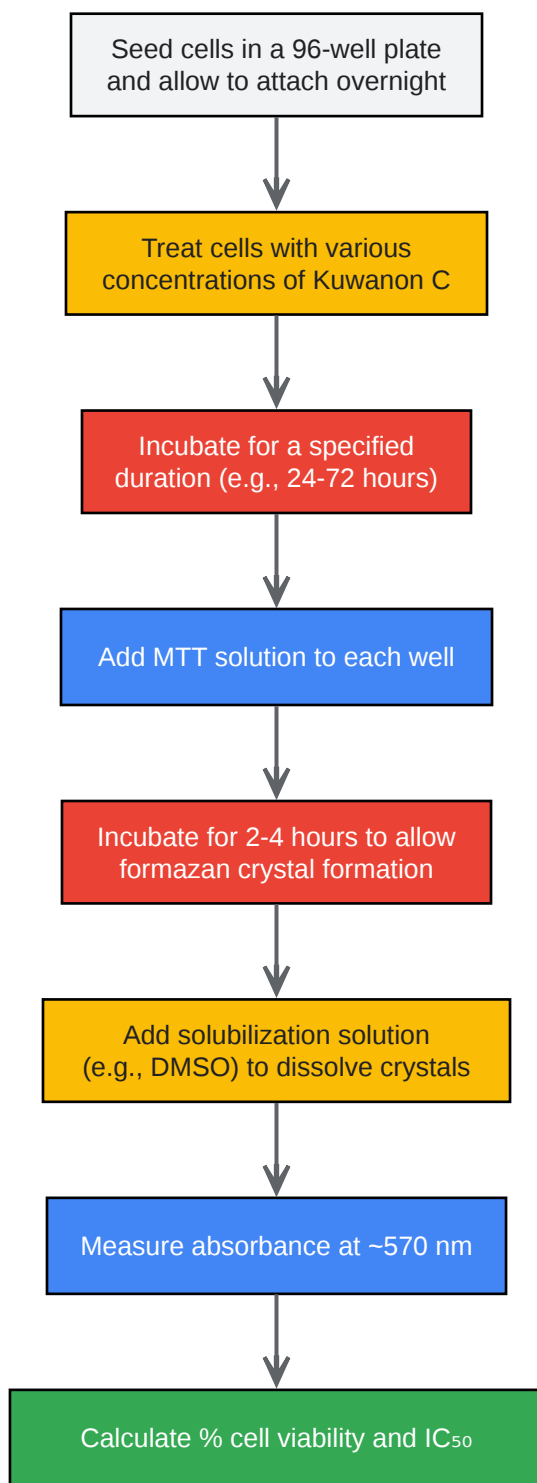 Seed cells in a 96-well plate
and allow to attach overnight
Treat cells with various
concentrations of Kuwanon C
Incubate for a specified
duration (e.g., 24-72 hours)
Add MTT solution to each well
Incubate for 2-4 hours to allow
formazan crystal formation
Add solubilization solution
(e.g., DMSO) to dissolve crystals
Measure absorbance at ~570 nm
Calculate % cell viability and IC₅₀